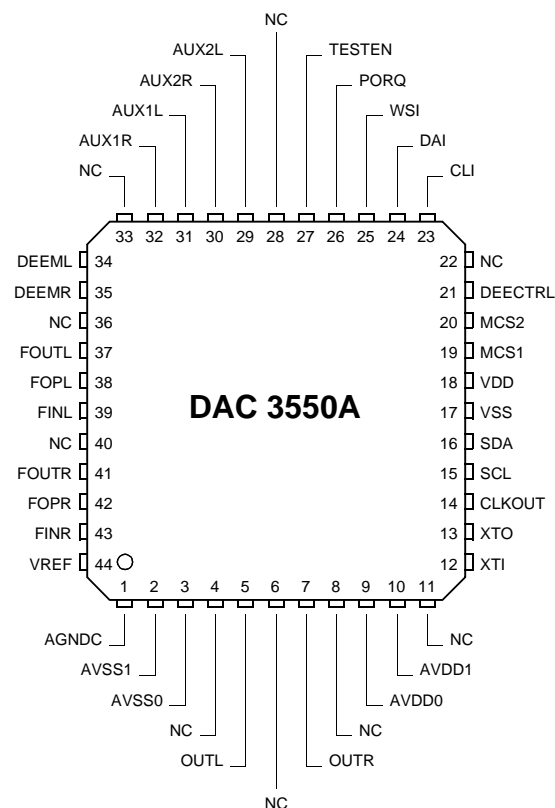 NC
AUX2L TESTEN
AUX2R PORQ
AUX1L WSI
AUX1R DAI
NC CLI
33 32 31 30 29 28 27 26 25 24 23
DEEML 34 22 NC
DEEMR 35 21 DEECTRL
NC 36 20 MCS2
FOUTL 37 19 MCS1
FOPL 38 18 VDD
FINL 39 DAC 3550A 17 VSS
NC 40 16 SDA
FOUTR 41 15 SCL
FOPR 42 14 CLKOUT
FINR 43 13 XTO
VREF 44 12 XTI
1 2 3 4 5 6 7 8 9 10 11
AGNDC NC
AVSS1 AVDD1
AVSS0 AVDD0
NC NC
OUTL OUTR
NC